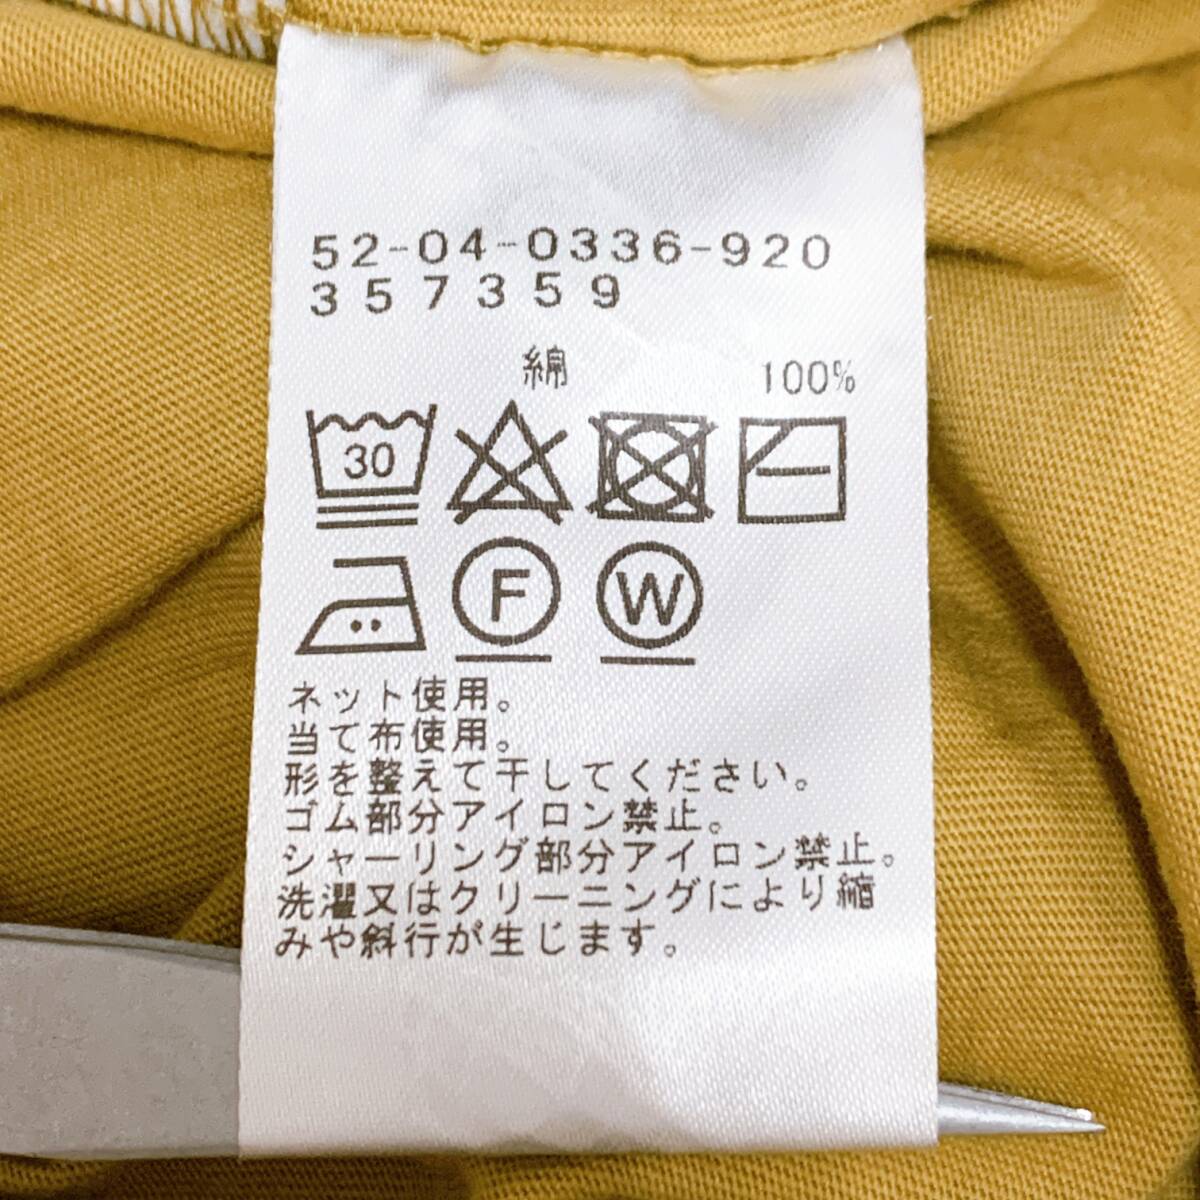 52-04-0336-920
357359
綿 100%
30
F W
ネット使用。
当て布使用。
形を整えて干してください。
ゴム部分アイロン禁止。
シャーリング部分アイロン禁止。
洗濯又はクリーニングにより縮
みや斜行が生じます。